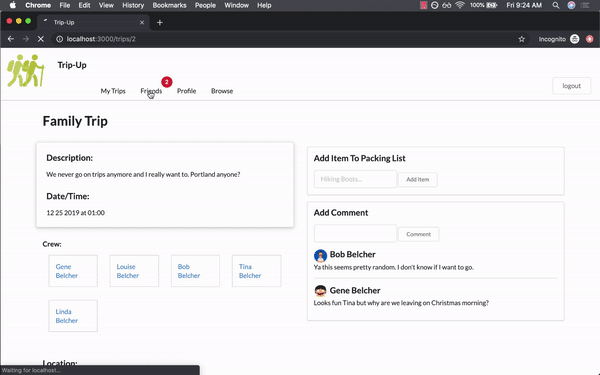 Chrome File Edit View History Bookmarks People Window Help 100% Fri 9:24 AM
Trip-Up
localhost:3000/trips/2 Incognito
Trip-Up
2
My Trips Friends Profile Browse logout
Family Trip
Description:
We never go on trips anymore and I really want to. Portland anyone?
Date/Time:
12 25 2019 at 01:00
Crew:
Gene
Belcher
Louise
Belcher
Bob
Belcher
Tina
Belcher
Linda
Belcher
Location:
Add Item To Packing List
Hiking Boots... Add Item
Add Comment
Comment
Bob Belcher
Ya this seems pretty random. I don't know if I want to go.
Gene Belcher
Looks fun Tina but why are we leaving on Christmas morning?
Waiting for localhost...